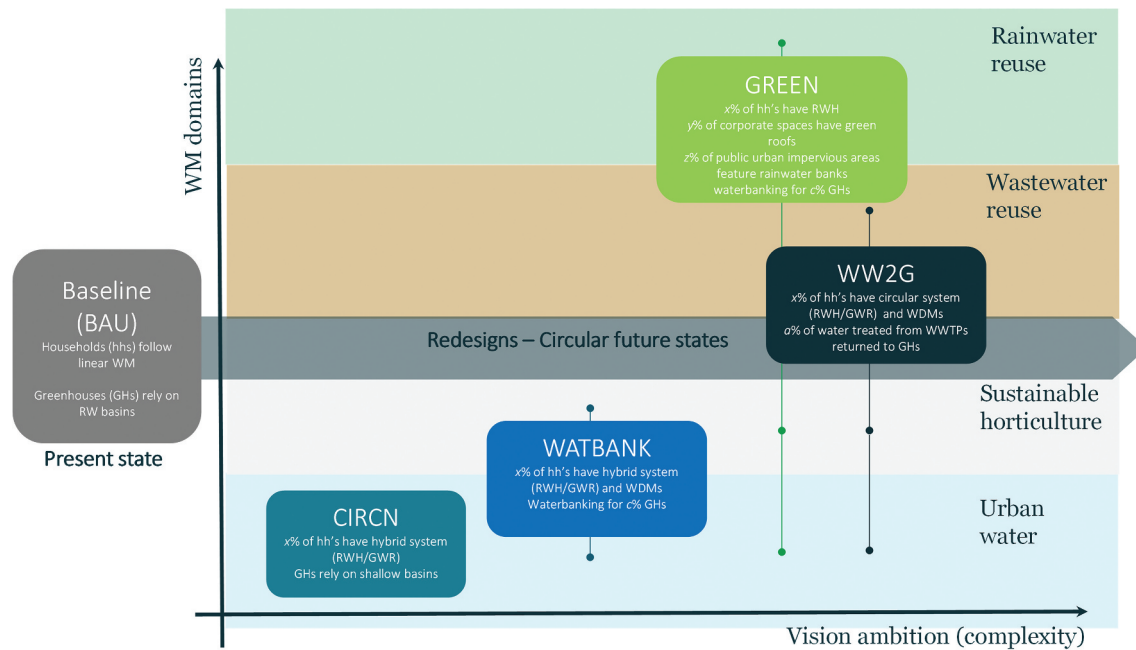 Rainwater
reuse
WM domains
GREEN
x% of hh's have RWH
y% of corporate spaces have green
roofs
z% of public urban impervious areas
feature rainwater banks
waterbanking for c% GHs
Wastewater
reuse
Baseline
(BAU)
Households (hhs) follow
linear WM
Greenhouses (GHs) rely on
RW basins
Present state
Redesigns – Circular future states
WW2G
x% of hh's have circular system
(RWH/GWR) and WDMs
a% of water treated from WWTPs
returned to GHs
Sustainable
horticulture
WATBANK
x% of hh's have hybrid system
(RWH/GWR) and WDMs
Waterbanking for c% GHs
CIRCN
x% of hh's have hybrid system
(RWH/GWR)
GHs rely on shallow basins
Urban
water
Vision ambition (complexity)